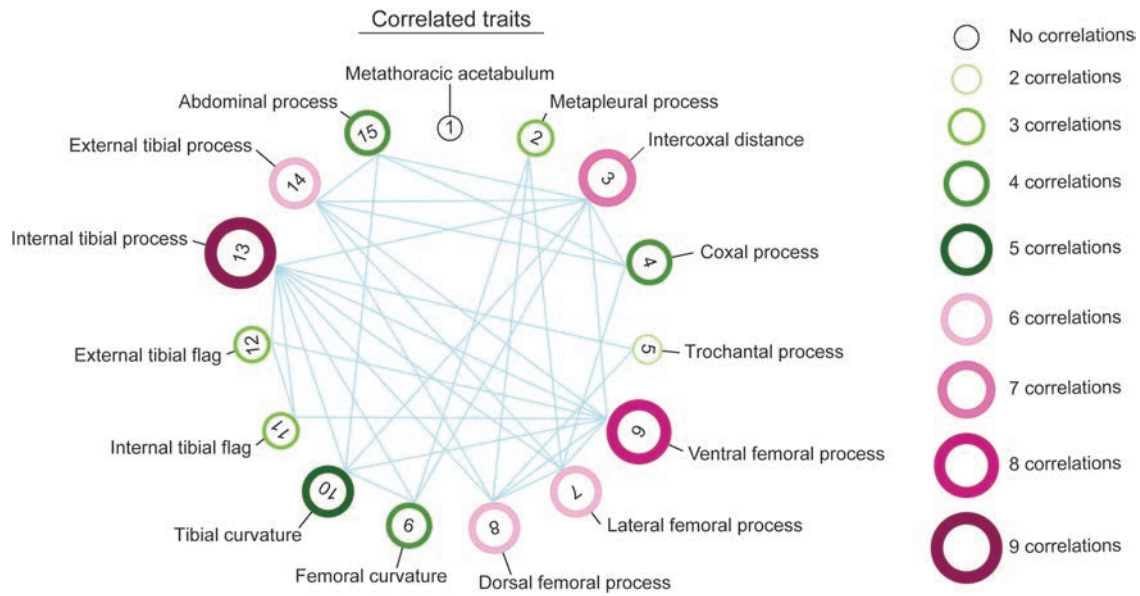 Correlated traits
Metathoracic acetabulum
Abdominal process
Metapleural process
External tibial process
Intercoxal distance
Internal tibial process
Coxal process
External tibial flag
Trochantal process
Internal tibial flag
Ventral femoral process
Tibial curvature
Lateral femoral process
Femoral curvature
Dorsal femoral process
1
2
3
4
5
6
7
8
9
10
11
12
13
14
15
No correlations
2 correlations
3 correlations
4 correlations
5 correlations
6 correlations
7 correlations
8 correlations
9 correlations